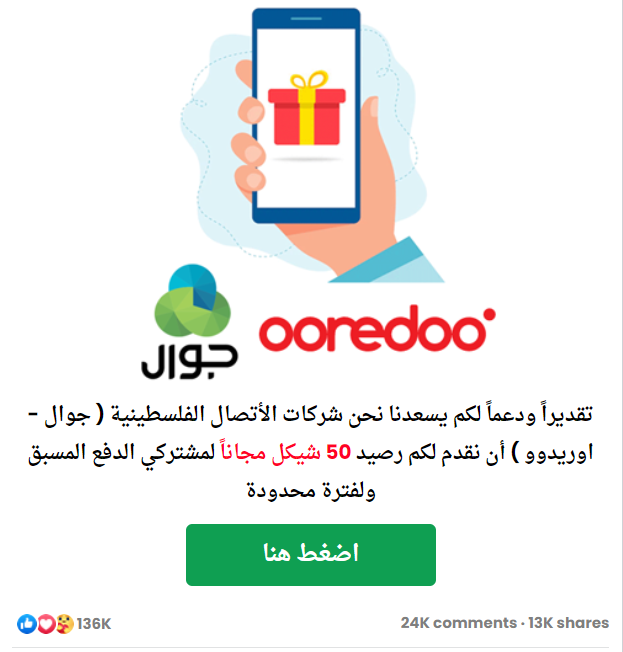 جوال
ooredoo
تقديراً ودعماً لكم يسعدنا نحن شركات الأتصال الفلسطينية ( جوال -
اوريدوو ) أن نقدم لكم رصيد 50 شيكل مجاناً لمشتركي الدفع المسبق
ولفترة محدودة
اضغط هنا
136K
24K comments · 13K shares